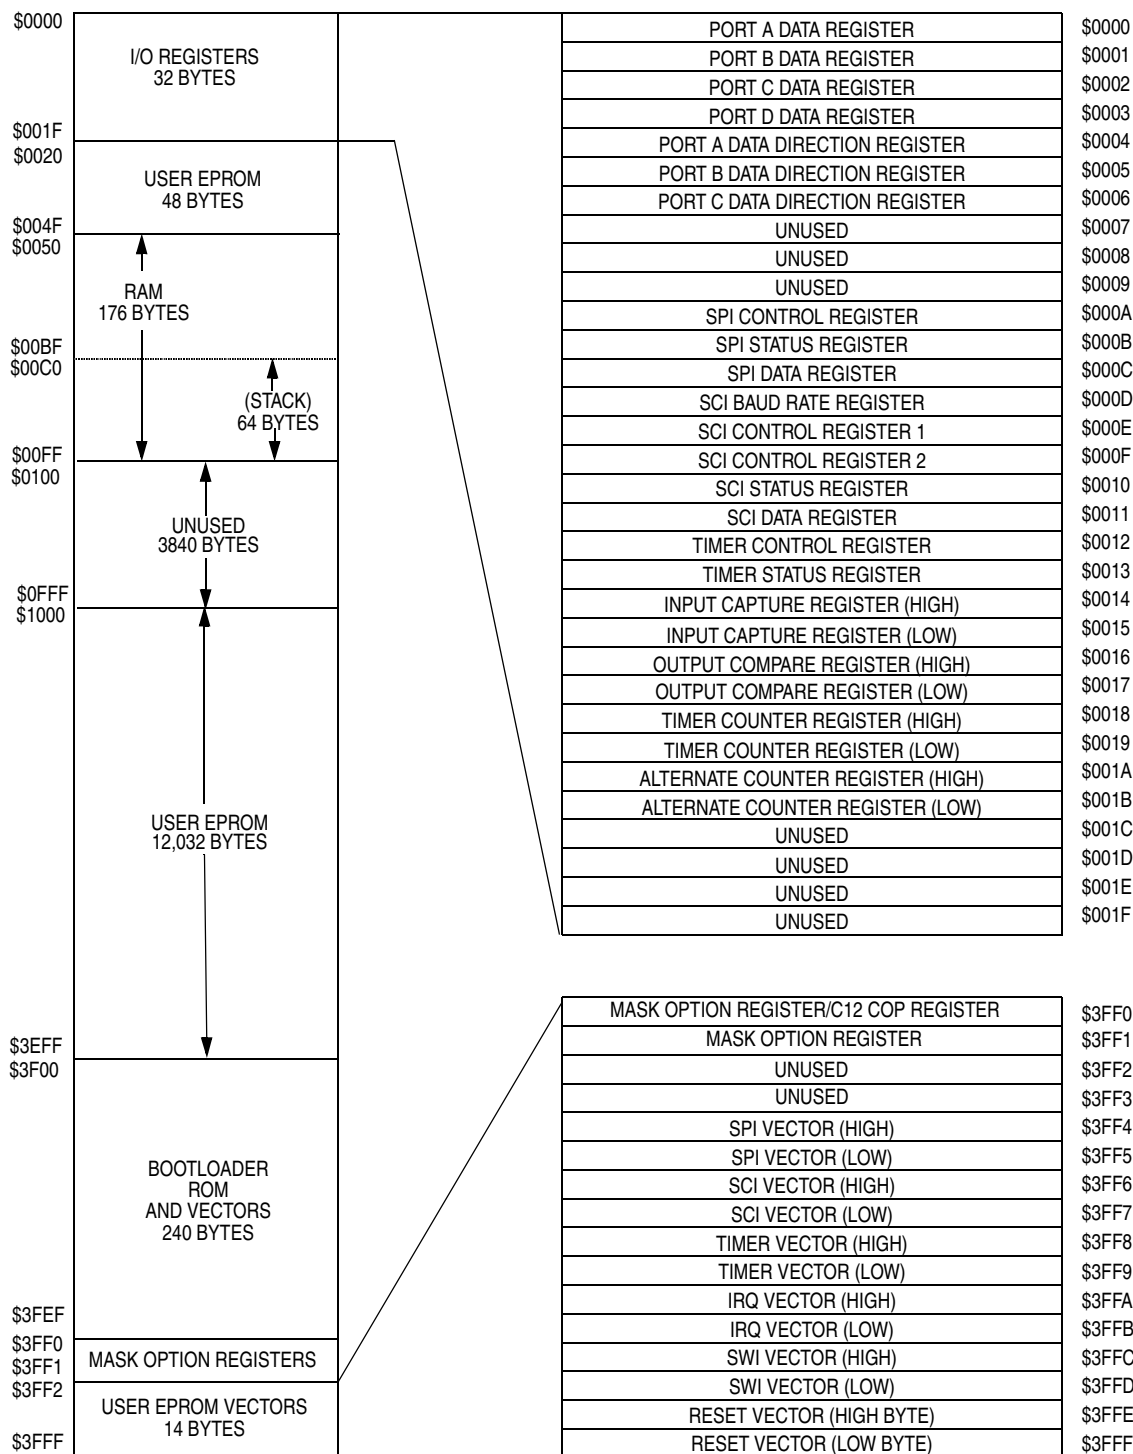 $0000
I/O REGISTERS
32 BYTES
$001F
$0020
USER EPROM
48 BYTES
$004F
$0050
RAM
176 BYTES
$00BF
$00C0
(STACK)
64 BYTES
$00FF
$0100
UNUSED
3840 BYTES
$0FFF
$1000
USER EPROM
12,032 BYTES
$3EFF
$3F00
BOOTLOADER
ROM
AND VECTORS
240 BYTES
$3FEF
$3FF0
$3FF1
MASK OPTION REGISTERS
$3FF2
USER EPROM VECTORS
14 BYTES
$3FFF
PORT A DATA REGISTER $0000
PORT B DATA REGISTER $0001
PORT C DATA REGISTER $0002
PORT D DATA REGISTER $0003
PORT A DATA DIRECTION REGISTER $0004
PORT B DATA DIRECTION REGISTER $0005
PORT C DATA DIRECTION REGISTER $0006
UNUSED $0007
UNUSED $0008
UNUSED $0009
SPI CONTROL REGISTER $000A
SPI STATUS REGISTER $000B
SPI DATA REGISTER $000C
SCI BAUD RATE REGISTER $000D
SCI CONTROL REGISTER 1 $000E
SCI CONTROL REGISTER 2 $000F
SCI STATUS REGISTER $0010
SCI DATA REGISTER $0011
TIMER CONTROL REGISTER $0012
TIMER STATUS REGISTER $0013
INPUT CAPTURE REGISTER (HIGH) $0014
INPUT CAPTURE REGISTER (LOW) $0015
OUTPUT COMPARE REGISTER (HIGH) $0016
OUTPUT COMPARE REGISTER (LOW) $0017
TIMER COUNTER REGISTER (HIGH) $0018
TIMER COUNTER REGISTER (LOW) $0019
ALTERNATE COUNTER REGISTER (HIGH) $001A
ALTERNATE COUNTER REGISTER (LOW) $001B
UNUSED $001C
UNUSED $001D
UNUSED $001E
UNUSED $001F
MASK OPTION REGISTER/C12 COP REGISTER $3FF0
MASK OPTION REGISTER $3FF1
UNUSED $3FF2
UNUSED $3FF3
SPI VECTOR (HIGH) $3FF4
SPI VECTOR (LOW) $3FF5
SCI VECTOR (HIGH) $3FF6
SCI VECTOR (LOW) $3FF7
TIMER VECTOR (HIGH) $3FF8
TIMER VECTOR (LOW) $3FF9
IRQ VECTOR (HIGH) $3FFA
IRQ VECTOR (LOW) $3FFB
SWI VECTOR (HIGH) $3FFC
SWI VECTOR (LOW) $3FFD
RESET VECTOR (HIGH BYTE) $3FFE
RESET VECTOR (LOW BYTE) $3FFF